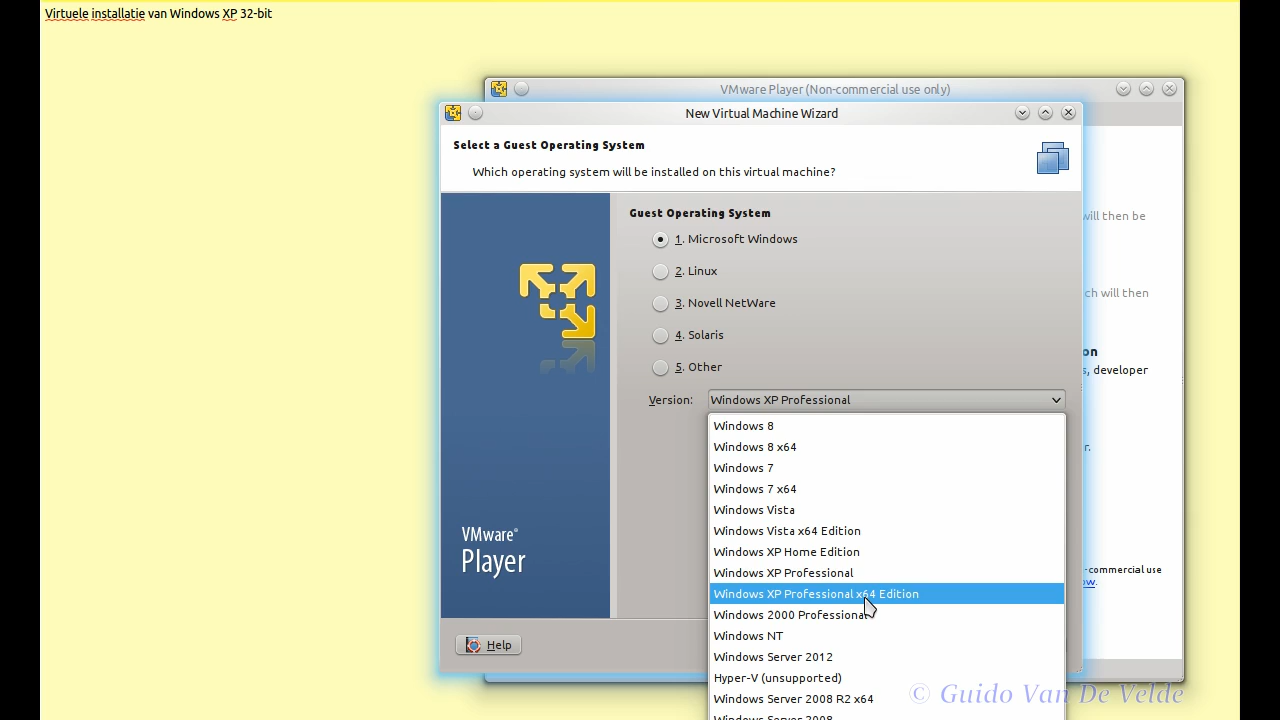 Virtuele installatie van Windows XP 32-bit
VMware Player (Non-commercial use only)
New Virtual Machine Wizard
Select a Guest Operating System
Which operating system will be installed on this virtual machine?
Guest Operating System
1. Microsoft Windows
2. Linux
3. Novell NetWare
4. Solaris
5. Other
Version: Windows XP Professional
Windows 8
Windows 8 x64
Windows 7
Windows 7 x64
Windows Vista
Windows Vista x64 Edition
Windows XP Home Edition
Windows XP Professional
Windows XP Professional x64 Edition
Windows 2000 Professional
Windows NT
Windows Server 2012
Hyper-V (unsupported)
Windows Server 2008 R2 x64
Windows Server 2008
VMware®
Player
Help
will then be
ch will then
on
s, developer
r.
-commercial use
ow.
© Guido Van De Velde